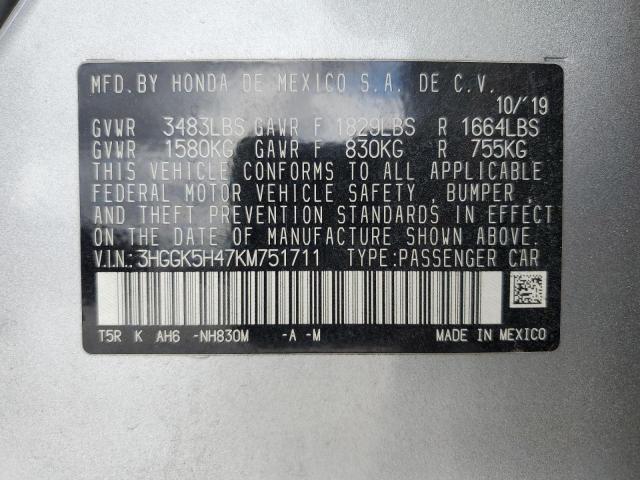 MFD. BY HONDA DE MEXICO S.A. DE C.V.
10/'19
GVWR 3483LBS GAWR F 1829LBS R 1664LBS
GVWR 1580KG GAWR F 830KG R 755KG
THIS VEHICLE CONFORMS TO ALL APPLICABLE
FEDERAL MOTOR VEHICLE SAFETY, BUMPER,
AND THEFT PREVENTION STANDARDS IN EFFECT
ON THE DATE OF MANUFACTURE SHOWN ABOVE.
V.I.N.: 3HGGK5H47KM751711 TYPE:PASSENGER CAR
T5R K AH6 -NH830M -A -M MADE IN MEXICO